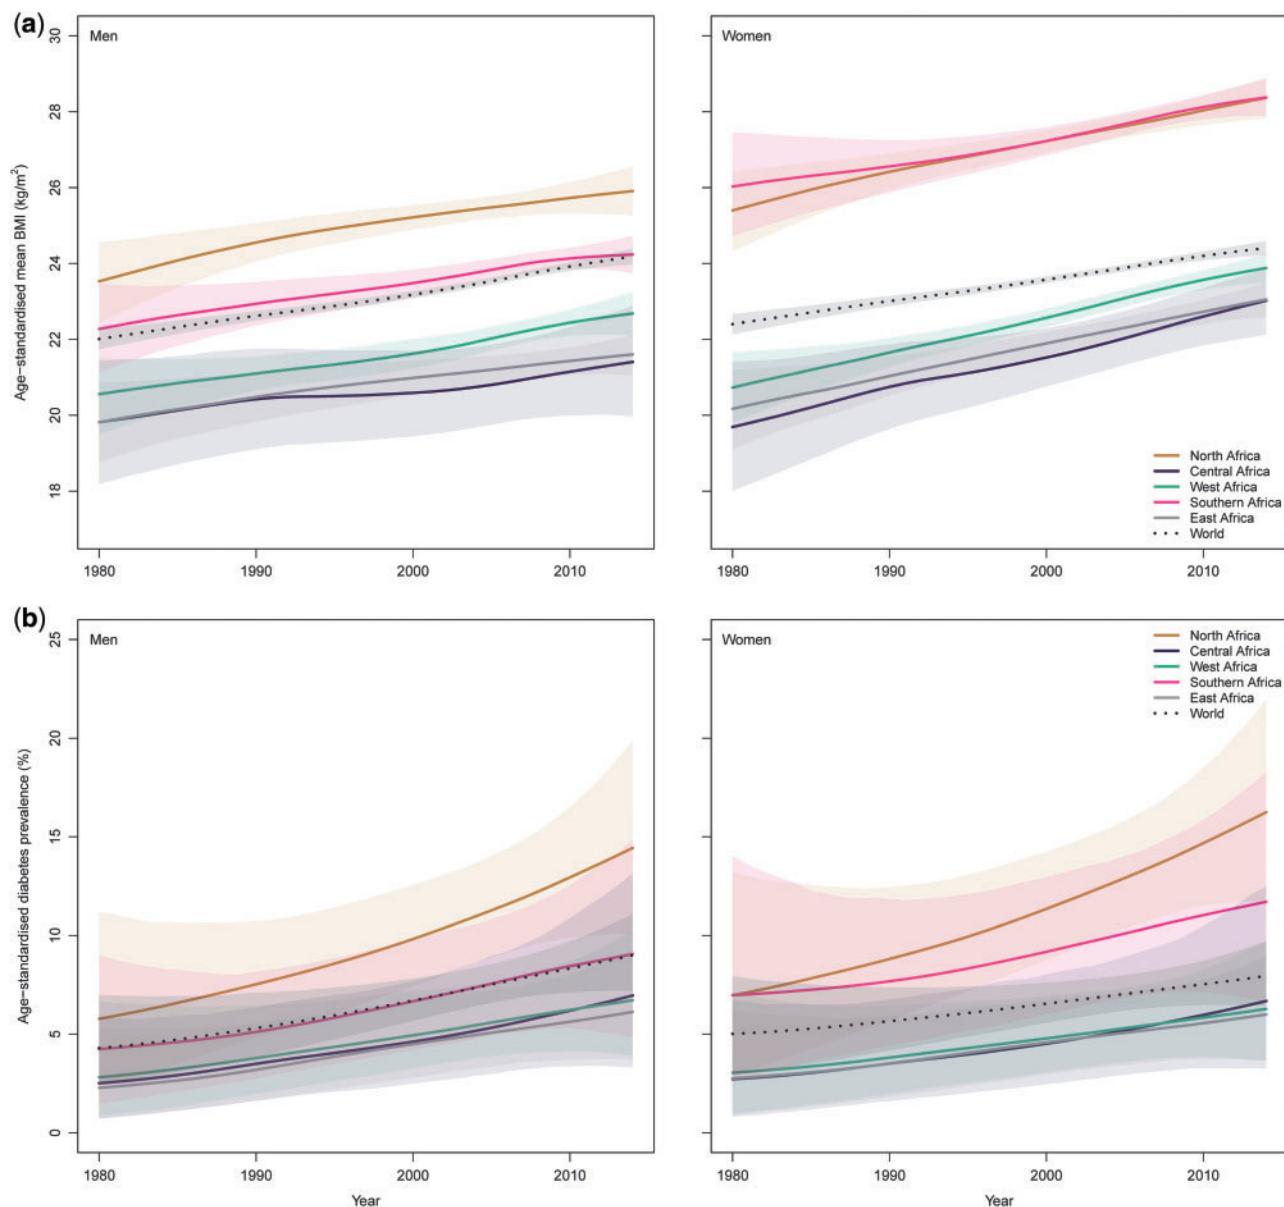 (a)
Men
Women
Age-standardised mean BMI (kg/m²)
30
28
26
24
22
20
18
North Africa
Central Africa
West Africa
Southern Africa
East Africa
World
1980
1990
2000
2010
1980
1990
2000
2010
(b)
Men
Women
Age-standardised diabetes prevalence (%)
25
20
15
10
5
0
North Africa
Central Africa
West Africa
Southern Africa
East Africa
World
1980
1990
2000
2010
1980
1990
2000
2010
Year
Year